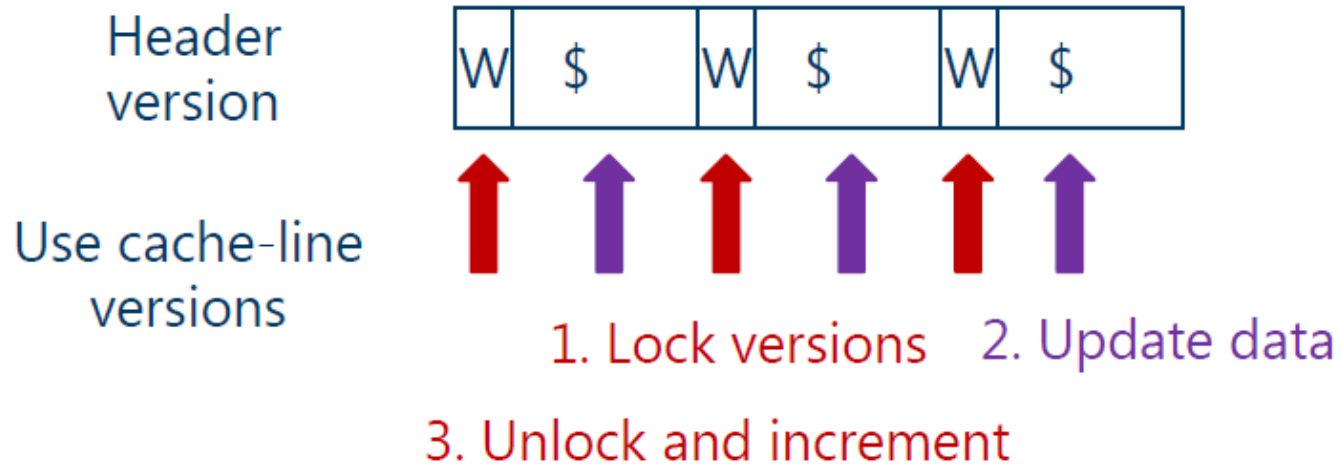 Header
version
W $ W $ W $
Use cache-line
versions
1. Lock versions
2. Update data
3. Unlock and increment